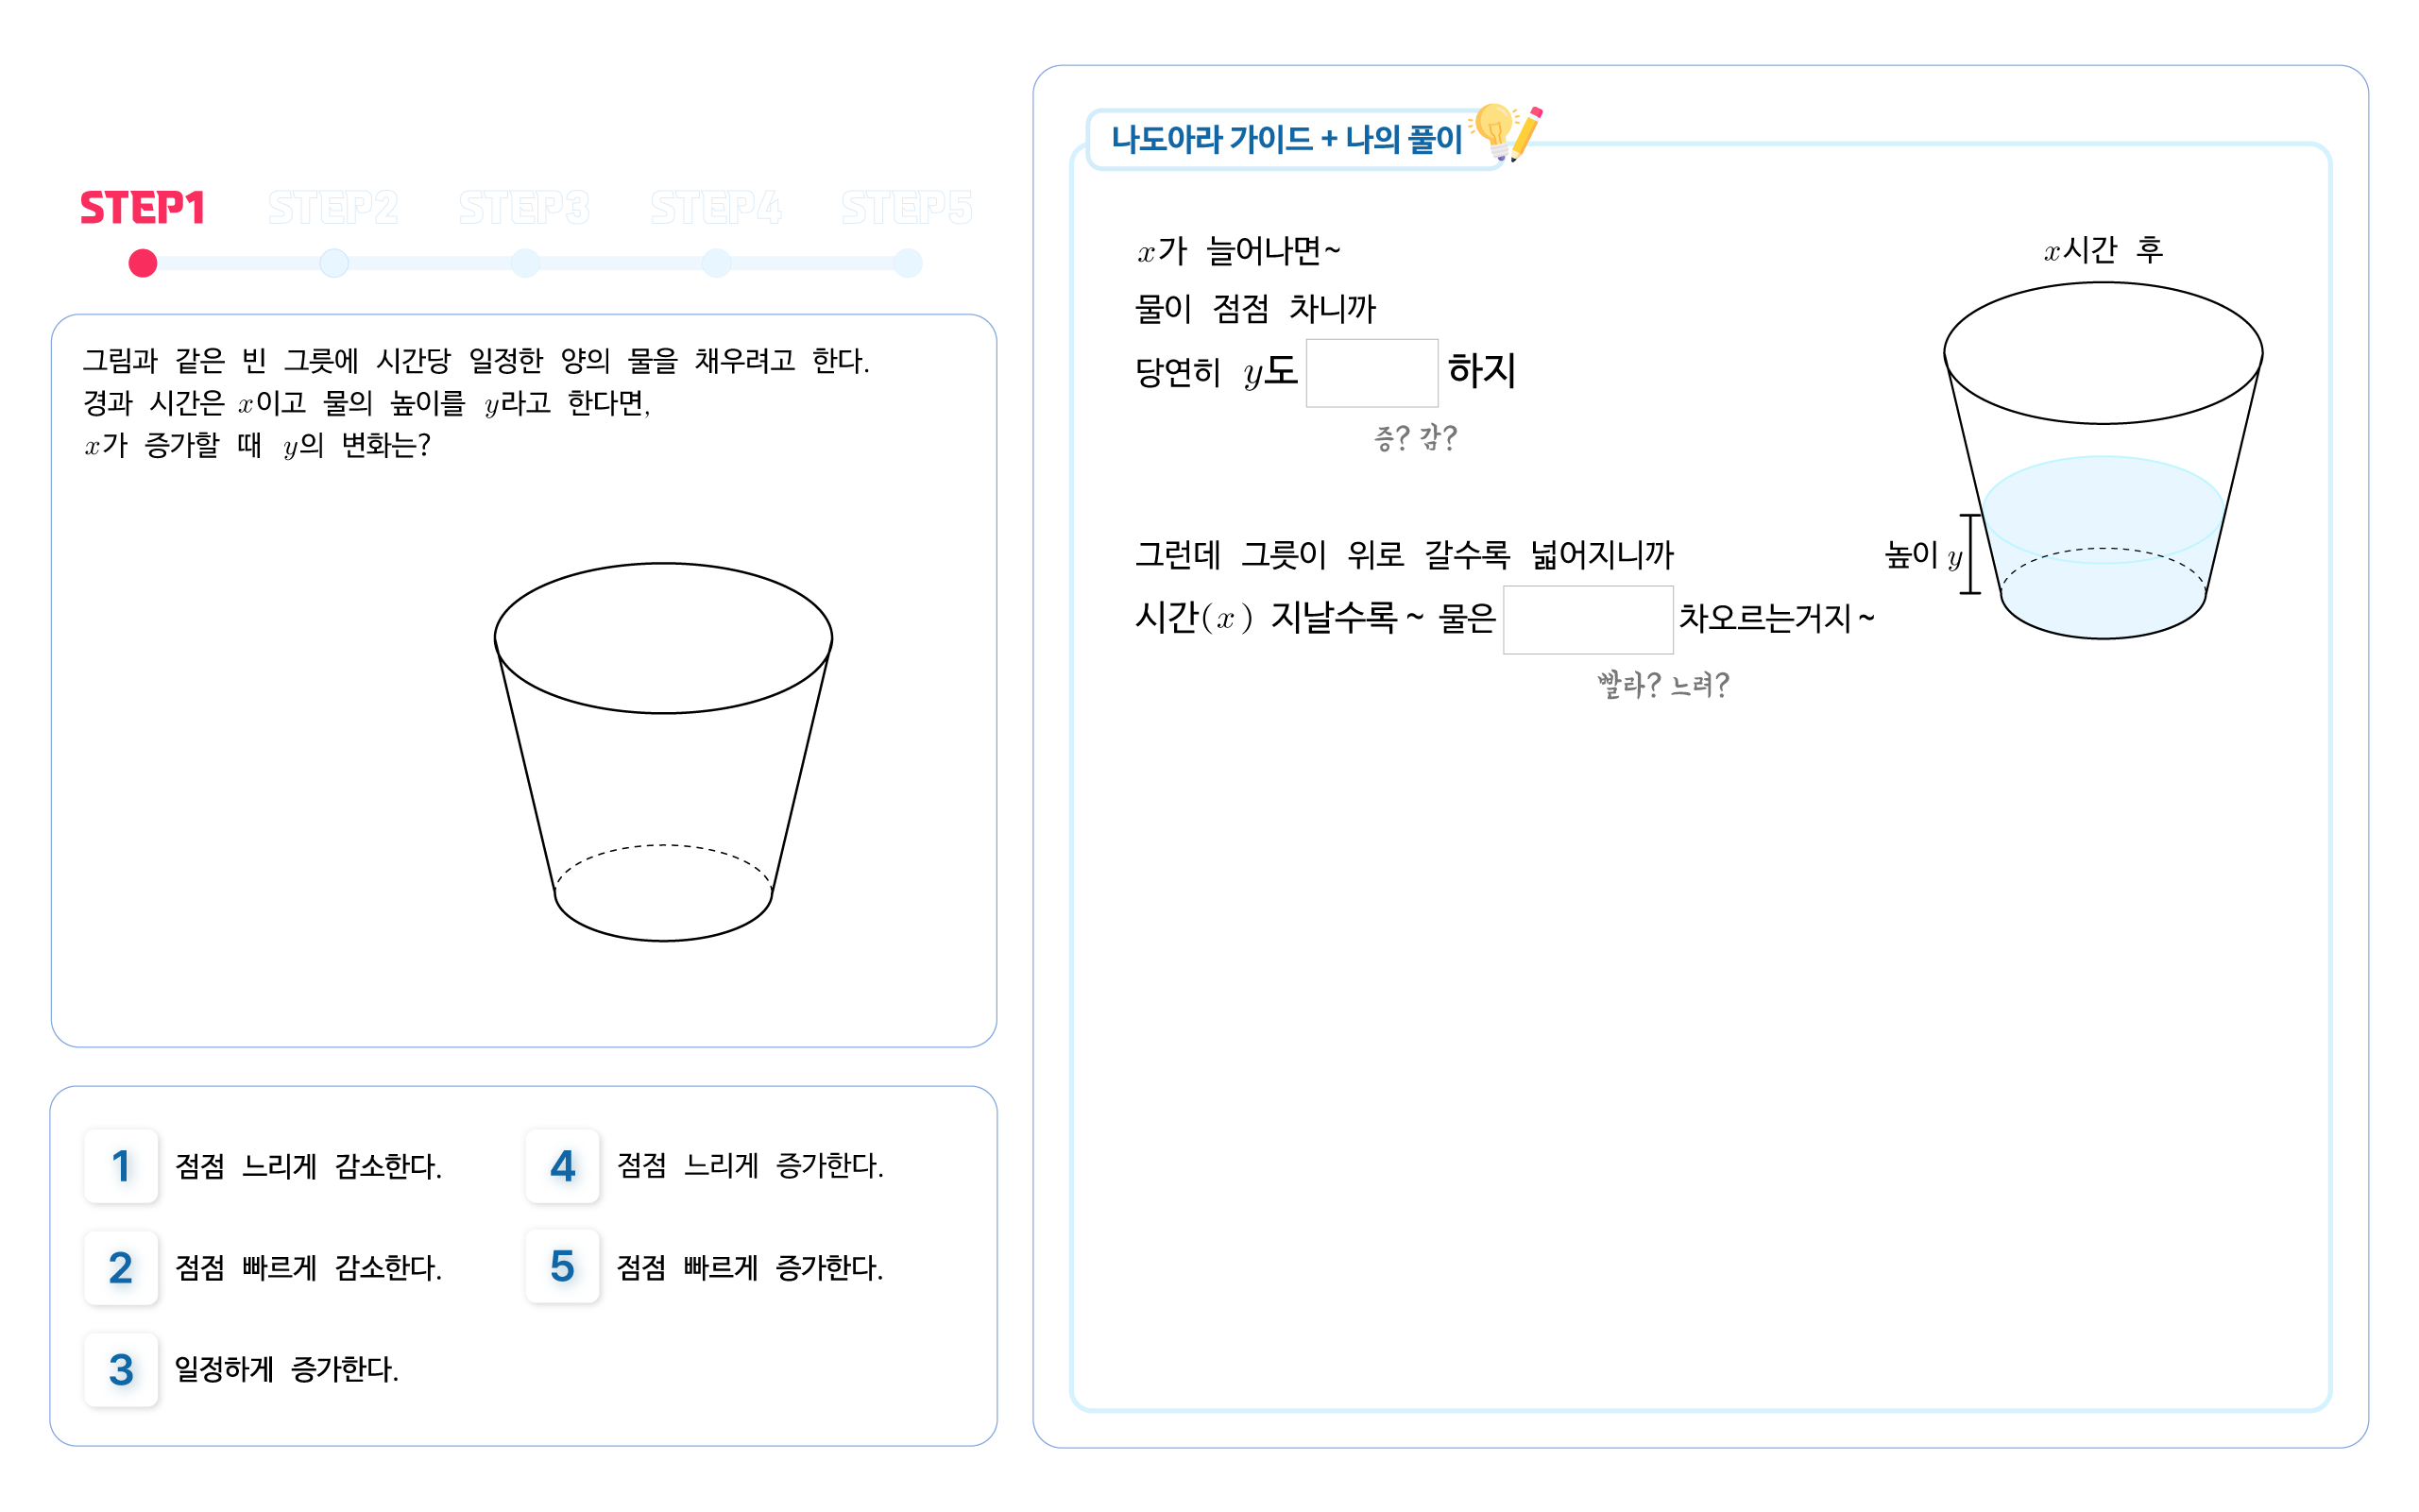 STEP1 STEP2 STEP3 STEP4 STEP5
그림과 같은 빈 그릇에 시간당 일정한 양의 물을 채우려고 한다.
경과 시간은 x이고 물의 높이를 y라고 한다면,
x가 증가할 때 y의 변화는?
1 점점 느리게 감소한다.
2 점점 빠르게 감소한다.
3 일정하게 증가한다.
4 점점 느리게 증가한다.
5 점점 빠르게 증가한다.
나도아라 가이드 + 나의 풀이
x가 늘어나면~
물이 점점 차니까
당연히 y도 하지
증? 감?
그런데 그릇이 위로 갈수록 넓어지니까
시간(x) 지날수록~ 물은 차오르는거지~
빨라? 느려?
x시간 후
높이 y